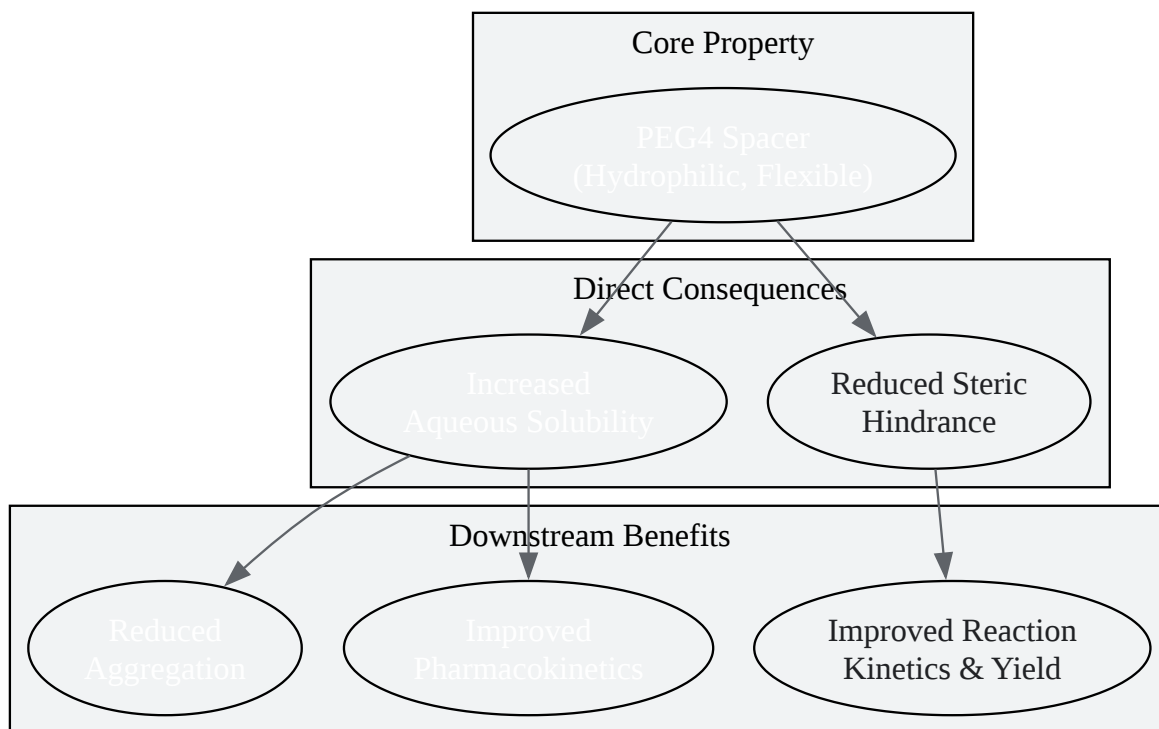 Core Property
PEG4 Spacer
(Hydrophilic, Flexible)
Direct Consequences
Increased
Aqueous Solubility
Reduced Steric
Hindrance
Downstream Benefits
Reduced
Aggregation
Improved
Pharmacokinetics
Improved Reaction
Kinetics & Yield